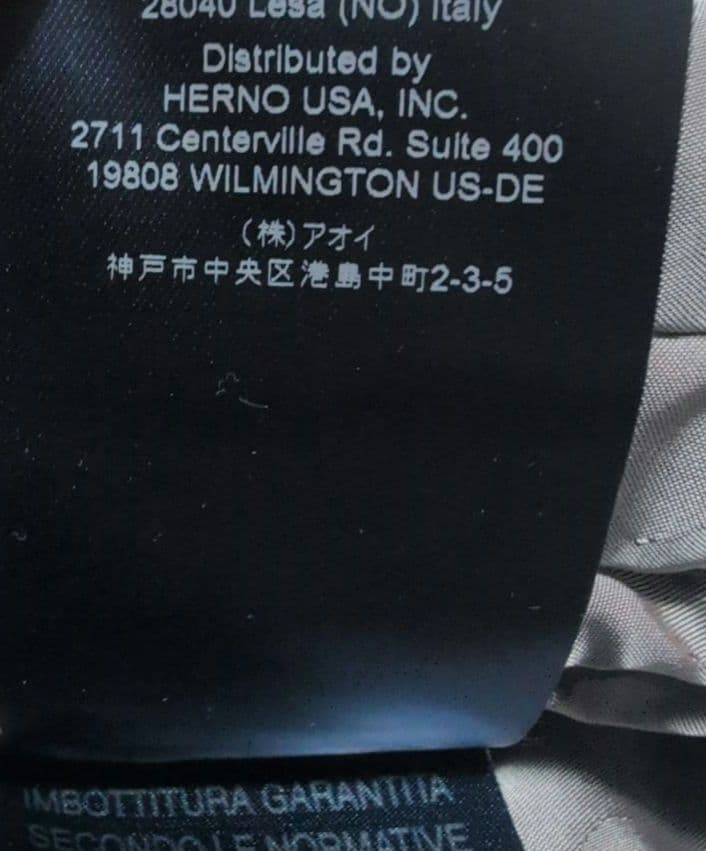 28040 Lesa (NO) Italy
Distributed by
HERNO USA, INC.
2711 Centerville Rd. Suite 400
19808 WILMINGTON US-DE
(株)アオイ
神戸市中央区港島中町2-3-5
IMBOTTITURA GARANTITA
SECONDO LE NORMATIVE